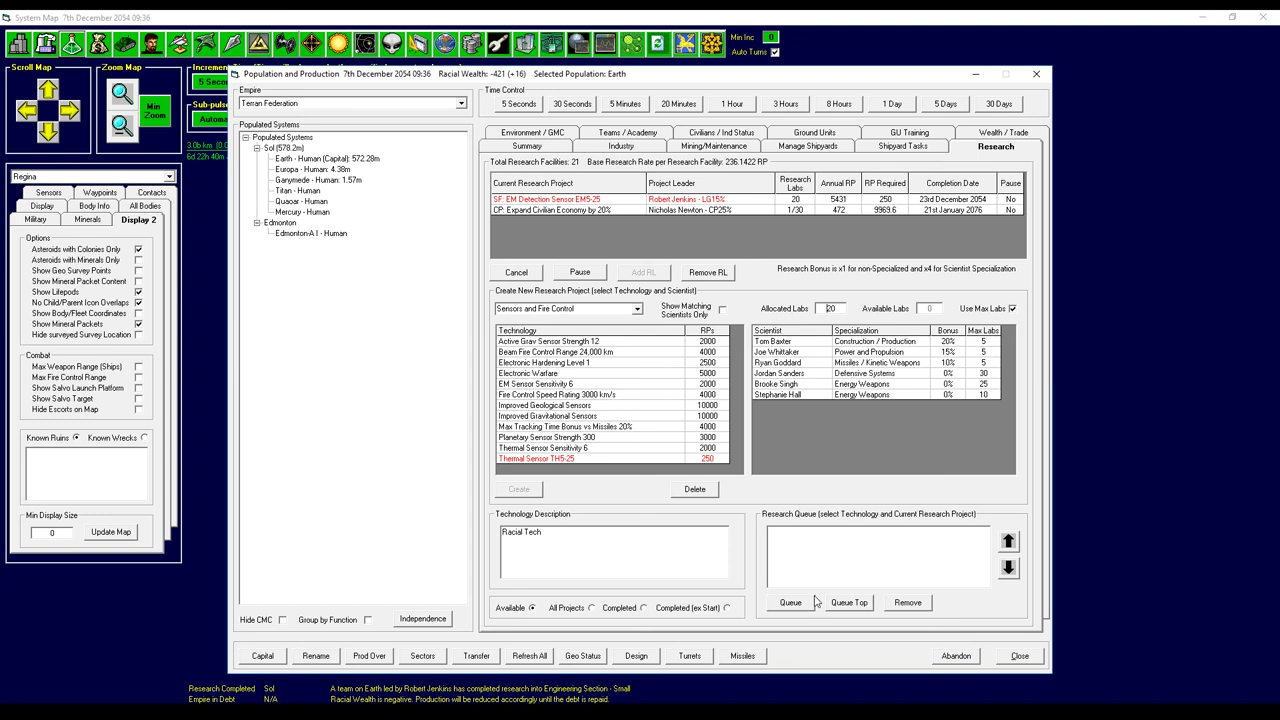 System Map  7th December 2054 09:36
Min Inc 0
Auto Turns
Scroll Map
Zoom Map
Min Zoom
5 Seco
Sub-pulse
Automa
3.0b km
Regina
Sensors Waypoints Contacts
Display Body Info All Bodies
Military Minerals Display 2
Options
Asteroids with Colonies Only
Asteroids with Minerals Only
Show Geo Survey Points
Show Mineral Packet Content
Show Lifepods
No Child/Parent Icon Overlaps
Show Body/Fleet Coordinates
Show Mineral Packets
Hide surveyed Survey Location
Combat
Max Weapon Range (Ships)
Max Fire Control Range
Show Salvo Launch Platform
Show Salvo Target
Hide Escorts on Map
Known Ruins Known Wrecks
Min Display Size
0 Update Map
Population and Production  7th December 2054 09:36  Racial Wealth: -421 (+16)  Selected Population: Earth
Empire
Terran Federation
Populated Systems
Populated Systems
Sol (578.2m)
Earth - Human (Capital): 572.28m
Europa - Human: 4.38m
Ganymede - Human: 1.57m
Titan - Human
Quaoar - Human
Mercury - Human
Edmonton
Edmonton-A I - Human
Hide CMC Group by Function Independence
Time Control
5 Seconds 30 Seconds 5 Minutes 20 Minutes 1 Hour 3 Hours 8 Hours 1 Day 5 Days 30 Days
Environment / GMC Teams / Academy Civilians / Ind Status Ground Units GU Training Wealth / Trade
Summary Industry Mining/Maintenance Manage Shipyards Shipyard Tasks Research
Total Research Facilities: 21  Base Research Rate per Research Facility: 236.1422 RP
Current Research Project Project Leader Research Labs Annual RP RP Required Completion Date Pause
SF: EM Detection Sensor EM5-25 Robert Jenkins - LG15% 20 5431 250 23rd December 2054 No
CP: Expand Civilian Economy by 20% Nicholas Newton - CP25% 1/30 472 9969.6 21st January 2076 No
Cancel Pause Add RL Remove RL Research Bonus is x1 for non-Specialized and x4 for Scientist Specialization
Create New Research Project (select Technology and Scientist)
Sensors and Fire Control Show Matching Scientists Only Allocated Labs 20 Available Labs 0 Use Max Labs
Technology RPs
Active Grav Sensor Strength 12 2000
Beam Fire Control Range 24,000 km 4000
Electronic Hardening Level 1 2500
Electronic Warfare 5000
EM Sensor Sensitivity 6 2000
Fire Control Speed Rating 3000 km/s 4000
Improved Geological Sensors 10000
Improved Gravitational Sensors 10000
Max Tracking Time Bonus vs Missiles 20% 4000
Planetary Sensor Strength 300 3000
Thermal Sensor Sensitivity 6 2000
Thermal Sensor TH5-25 250
Scientist Specialization Bonus Max Labs
Tom Baxter Construction / Production 20% 5
Joe Whittaker Power and Propulsion 15% 5
Ryan Goddard Missiles / Kinetic Weapons 10% 5
Jordan Sanders Defensive Systems 0% 30
Brooke Singh Energy Weapons 0% 25
Stephanie Hall Energy Weapons 0% 10
Create Delete
Technology Description
Racial Tech
Research Queue (select Technology and Current Research Project)
Available All Projects Completed Completed (ex Start)
Queue Queue Top Remove
Capital Rename Prod Over Sectors Transfer Refresh All Geo Status Design Turrets Missiles Abandon Close
Research Completed Sol A team on Earth led by Robert Jenkins has completed research into Engineering Section - Small
Empire in Debt N/A Racial Wealth is negative. Production will be reduced accordingly until the debt is repaid.